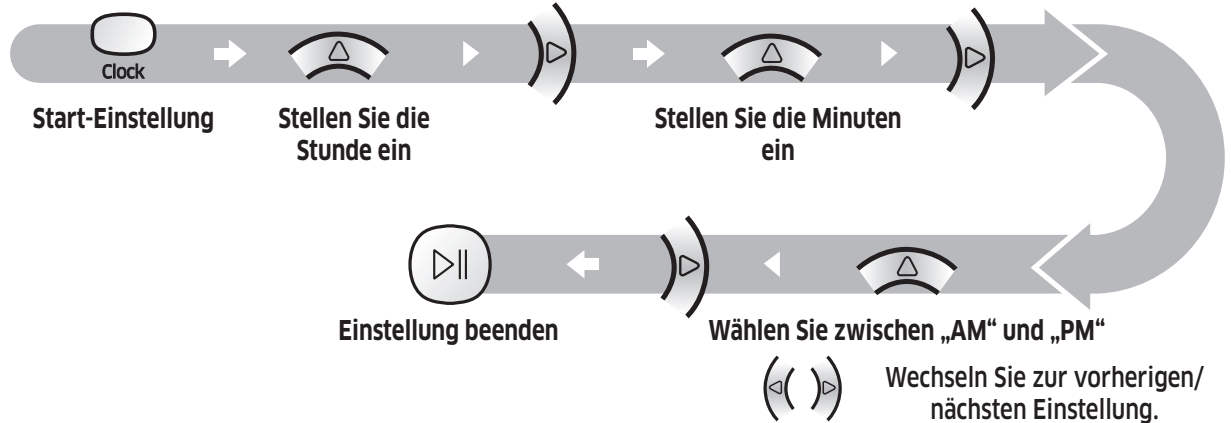 Clock
Start-Einstellung
Stellen Sie die
Stunde ein
Stellen Sie die Minuten
ein
Einstellung beenden
Wählen Sie zwischen „AM“ und „PM“
Wechseln Sie zur vorherigen/
nächsten Einstellung.